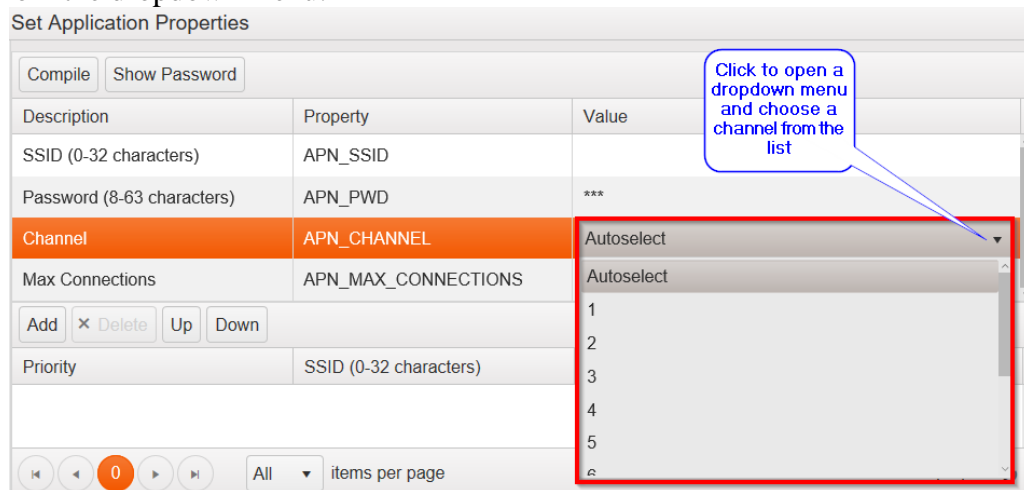 Set Application Properties
Compile Show Password
Click to open a
dropdown menu
and choose a
channel from the
list
Description Property Value
SSID (0-32 characters) APN_SSID
Password (8-63 characters) APN_PWD ***
Channel APN_CHANNEL Autoselect
Max Connections APN_MAX_CONNECTIONS Autoselect
1
Add × Delete Up Down
2
Priority SSID (0-32 characters)
3
4
5
0 All items per page